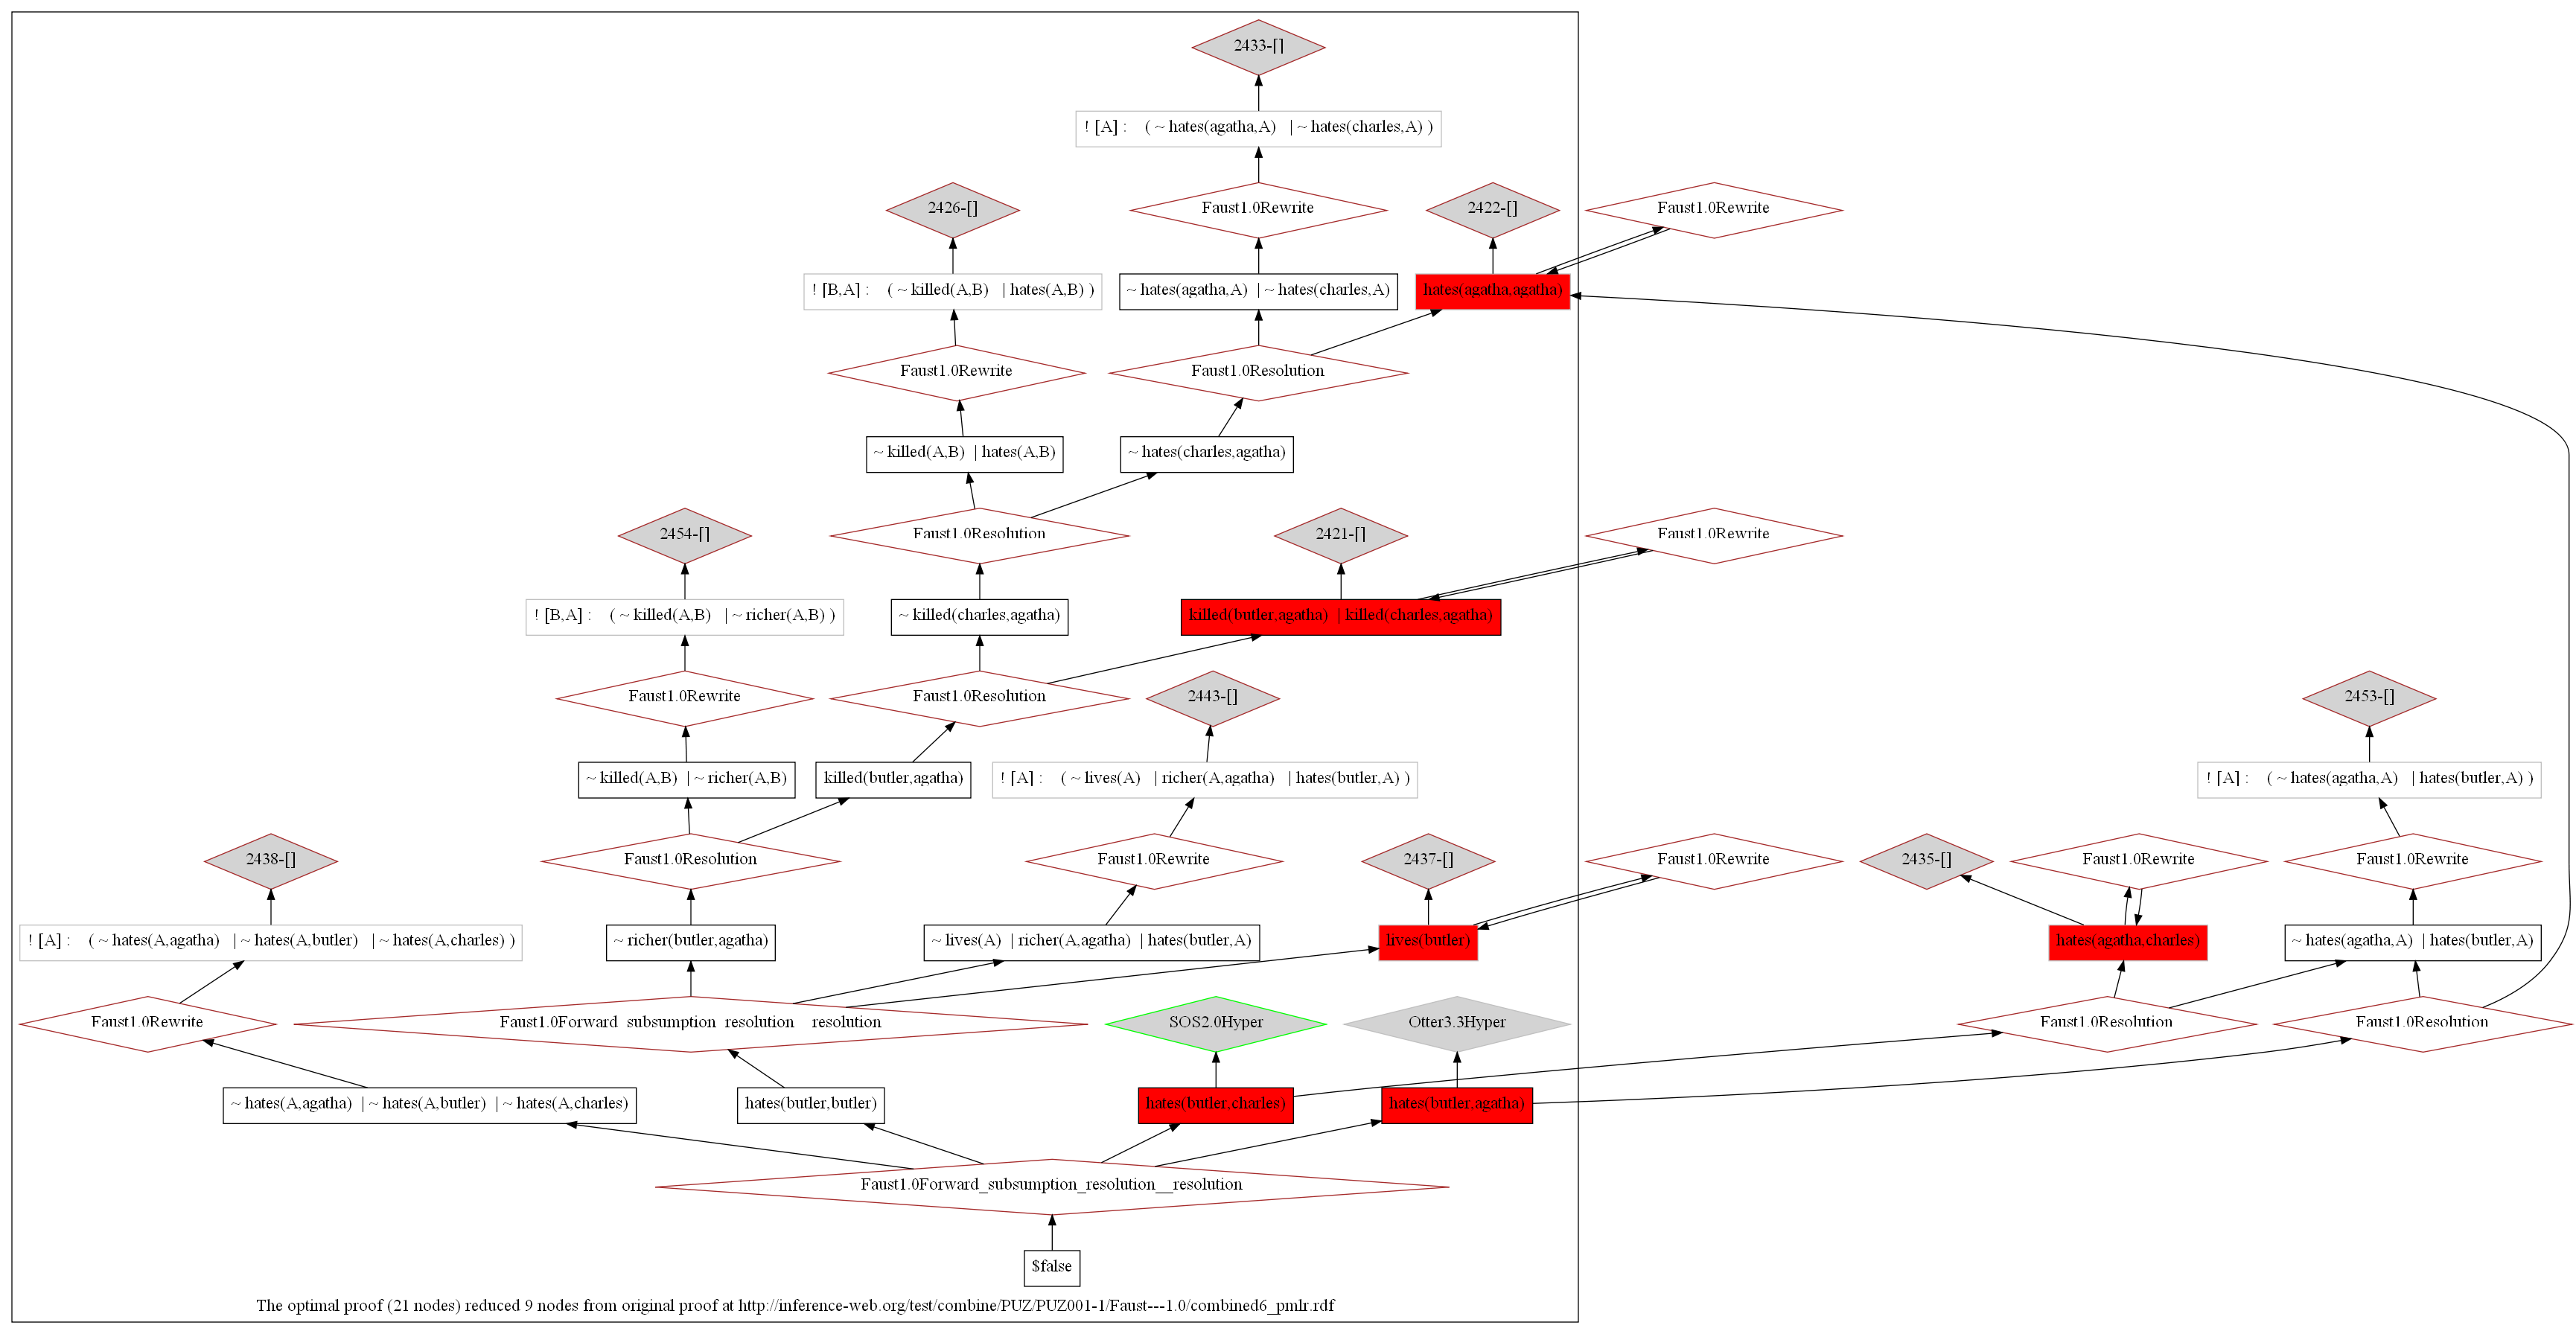 2433-[]
! [A] : ( ~ hates(agatha,A) | ~ hates(charles,A) )
2426-[]
Faust1.0Rewrite
2422-[]
Faust1.0Rewrite
! [B,A] : ( ~ killed(A,B) | hates(A,B) )
~ hates(agatha,A) | ~ hates(charles,A)
hates(agatha,agatha)
Faust1.0Rewrite
Faust1.0Resolution
~ killed(A,B) | hates(A,B)
~ hates(charles,agatha)
2454-[]
Faust1.0Resolution
2421-[]
Faust1.0Rewrite
! [B,A] : ( ~ killed(A,B) | ~ richer(A,B) )
~ killed(charles,agatha)
killed(butler,agatha) | killed(charles,agatha)
Faust1.0Rewrite
Faust1.0Resolution
2443-[]
2453-[]
~ killed(A,B) | ~ richer(A,B)
killed(butler,agatha)
! [A] : ( ~ lives(A) | richer(A,agatha) | hates(butler,A) )
! [A] : ( ~ hates(agatha,A) | hates(butler,A) )
2438-[]
Faust1.0Resolution
Faust1.0Rewrite
2437-[]
Faust1.0Rewrite
2435-[]
Faust1.0Rewrite
Faust1.0Rewrite
! [A] : ( ~ hates(A,agatha) | ~ hates(A,butler) | ~ hates(A,charles) )
~ richer(butler,agatha)
~ lives(A) | richer(A,agatha) | hates(butler,A)
lives(butler)
hates(agatha,charles)
~ hates(agatha,A) | hates(butler,A)
Faust1.0Rewrite
Faust1.0Forward_subsumption_resolution__resolution
SOS2.0Hyper
Otter3.3Hyper
Faust1.0Resolution
Faust1.0Resolution
~ hates(A,agatha) | ~ hates(A,butler) | ~ hates(A,charles)
hates(butler,butler)
hates(butler,charles)
hates(butler,agatha)
Faust1.0Forward_subsumption_resolution__resolution
$false
The optimal proof (21 nodes) reduced 9 nodes from original proof at http://inference-web.org/test/combine/PUZ/PUZ001-1/Faust---1.0/combined6_pmlr.rdf